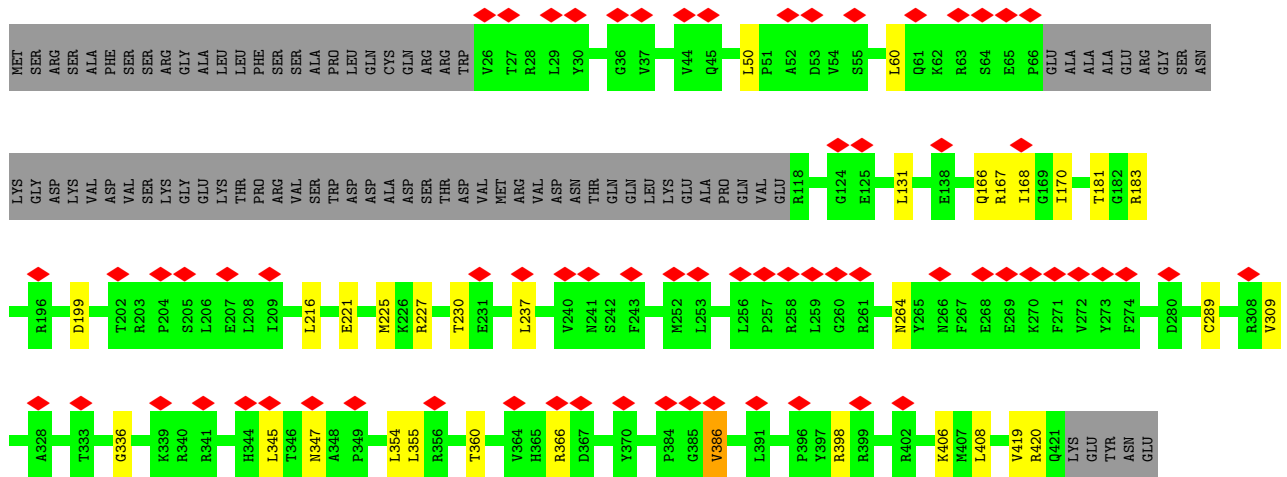 MET SER ARG SER ALA PHE SER SER ARG GLY ALA LEU LEU PHE SER SER ALA PRO LEU GLN CYS GLN ARG ARG TRP V26 T27 R28 L29 Y30 G36 V37 V44 Q45 L50 P51 A52 D53 V54 S55 L60 Q61 K62 R63 S64 E65 P66 GLU ALA ALA ALA GLU ARG GLY SER ASN
LYS GLY ASP LYS VAL ASP VAL SER LYS GLY GLU LYS THR PRO ARG VAL SER TRP ASP ASP ALA ASP SER THR ASP VAL MET ARG VAL ASP ASN THR GLN GLN LEU LYS GLU ALA PRO GLN VAL GLU R118 G124 E125 L131 E138 Q166 R167 I168 G169 I170 T181 G182 R183
R196 D199 T202 R203 P204 S205 L206 E207 L208 I209 L216 E221 M225 K226 R227 T230 E231 L237 V240 N241 S242 F243 M252 L253 L256 P257 R258 L259 G260 R261 N264 Y265 N266 F267 E268 E269 K270 F271 V272 Y273 F274 D280 C289 R308 V309
A328 T333 G336 K339 R340 R341 H344 L345 T346 N347 A348 P349 L354 L355 R356 T360 V364 H365 R366 D367 Y370 P384 G385 V386 L391 P396 Y397 R398 R399 R402 K406 M407 L408 V419 R420 Q421 LYS GLU TYR ASN GLU